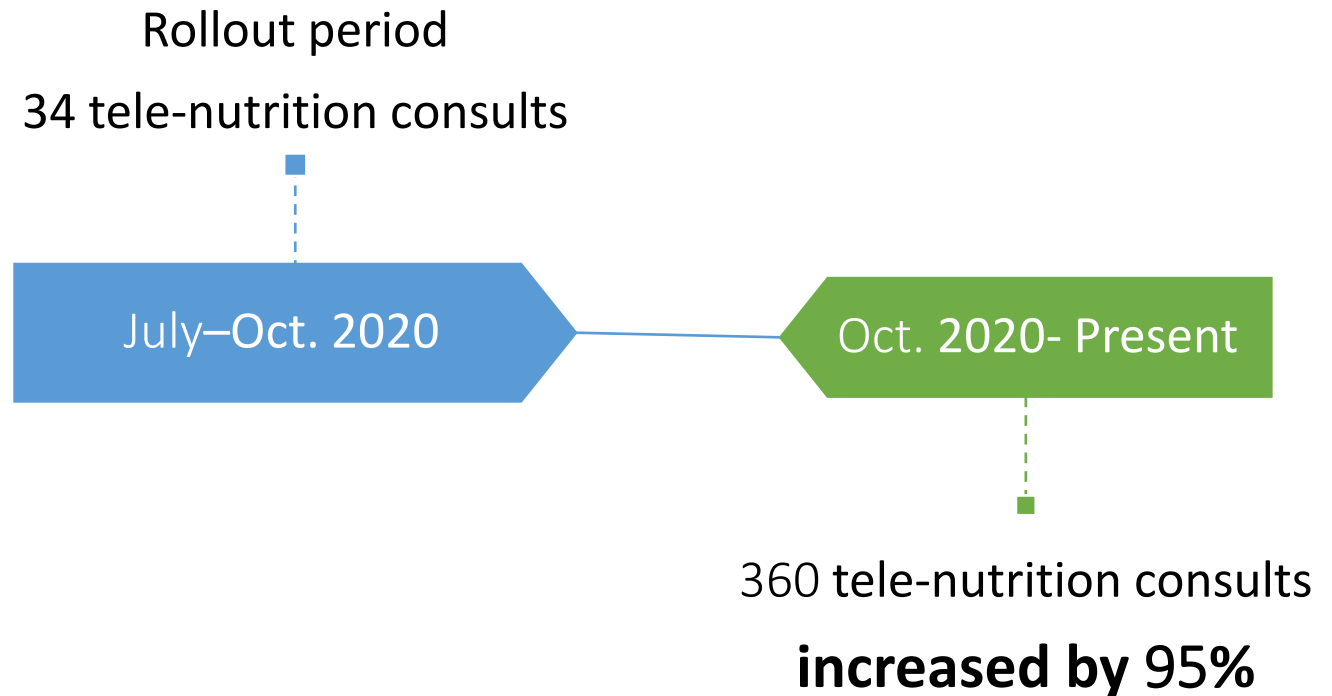 Rollout period
34 tele-nutrition consults
July–Oct. 2020
Oct. 2020- Present
360 tele-nutrition consults
increased by 95%